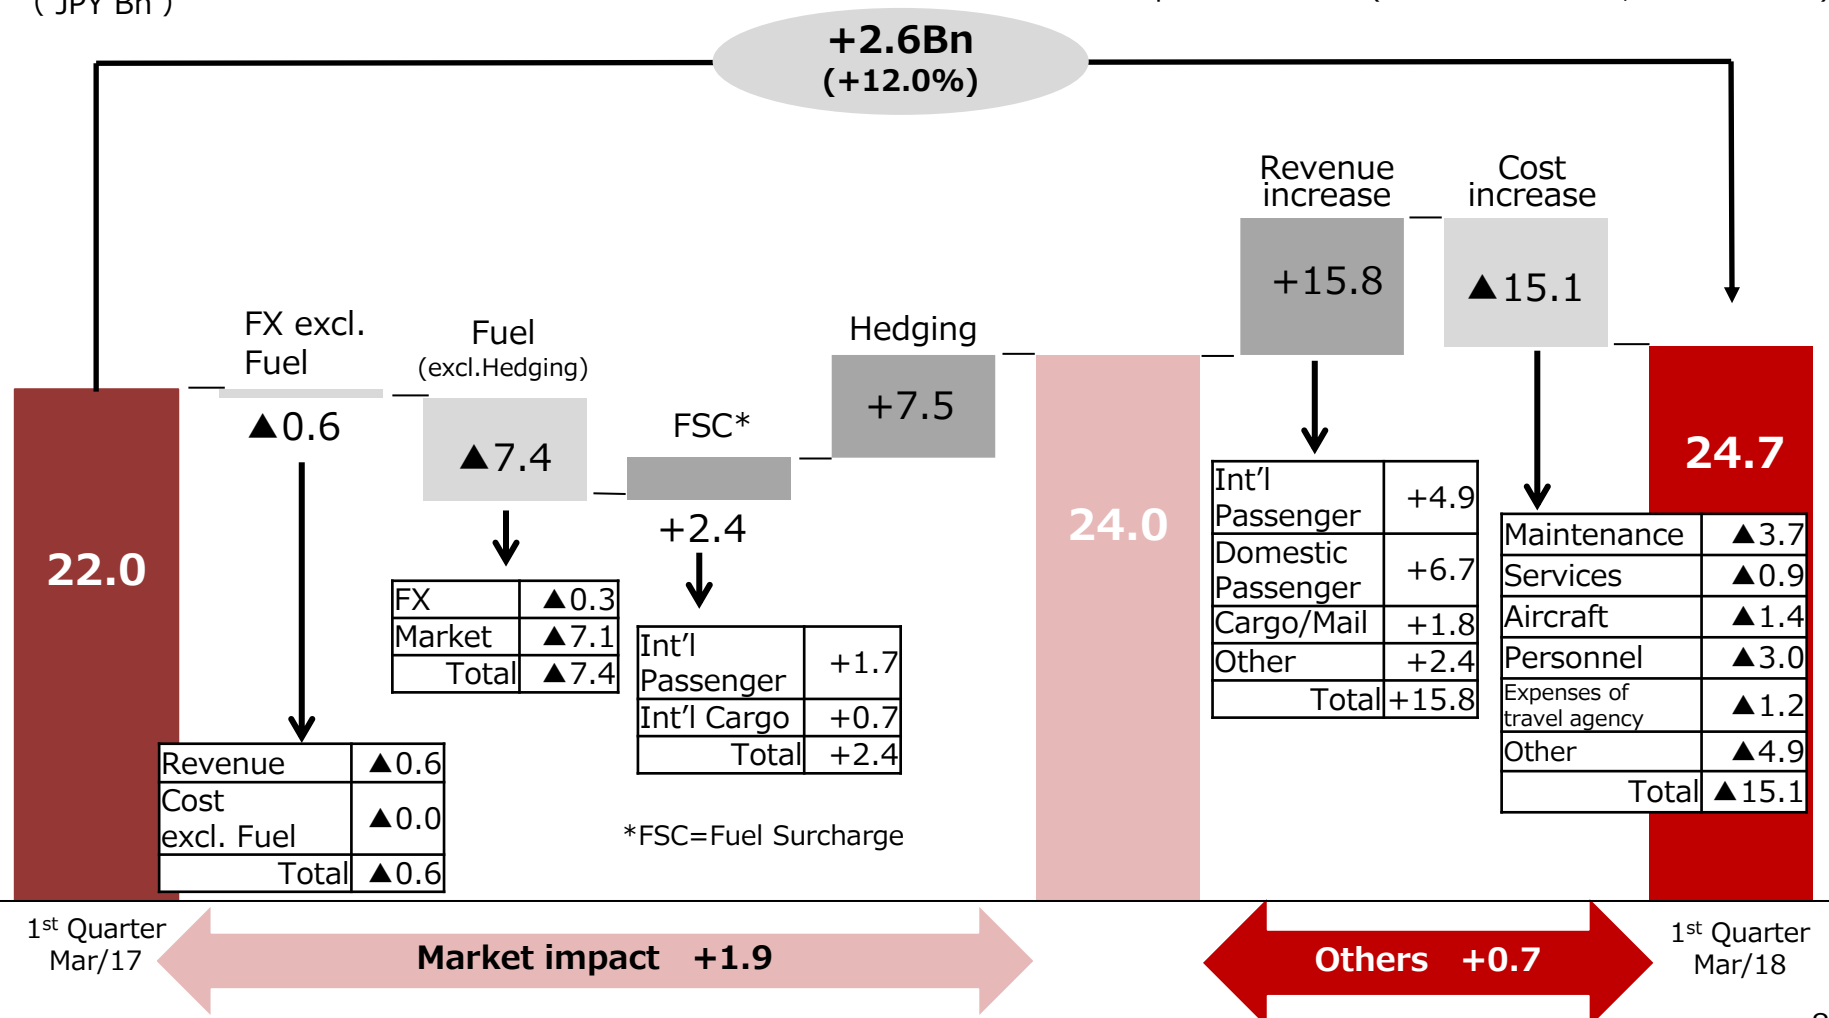 ( JPY Bn )
+2.6Bn
(+12.0%)
Revenue
increase
Cost
increase
FX excl.
Fuel
Fuel
(excl.Hedging)
FSC*
Hedging
+15.8
▲15.1
▲0.6
▲7.4
+2.4
+7.5
22.0
24.0
24.7
Revenue ▲0.6
Cost
excl. Fuel ▲0.0
Total ▲0.6
FX ▲0.3
Market ▲7.1
Total ▲7.4
Int’l
Passenger +1.7
Int’l Cargo +0.7
Total +2.4
*FSC=Fuel Surcharge
Int’l
Passenger +4.9
Domestic
Passenger +6.7
Cargo/Mail +1.8
Other +2.4
Total +15.8
Maintenance ▲3.7
Services ▲0.9
Aircraft ▲1.4
Personnel ▲3.0
Expenses of
travel agency ▲1.2
Other ▲4.9
Total ▲15.1
1st Quarter
Mar/17
Market impact +1.9
Others +0.7
1st Quarter
Mar/18